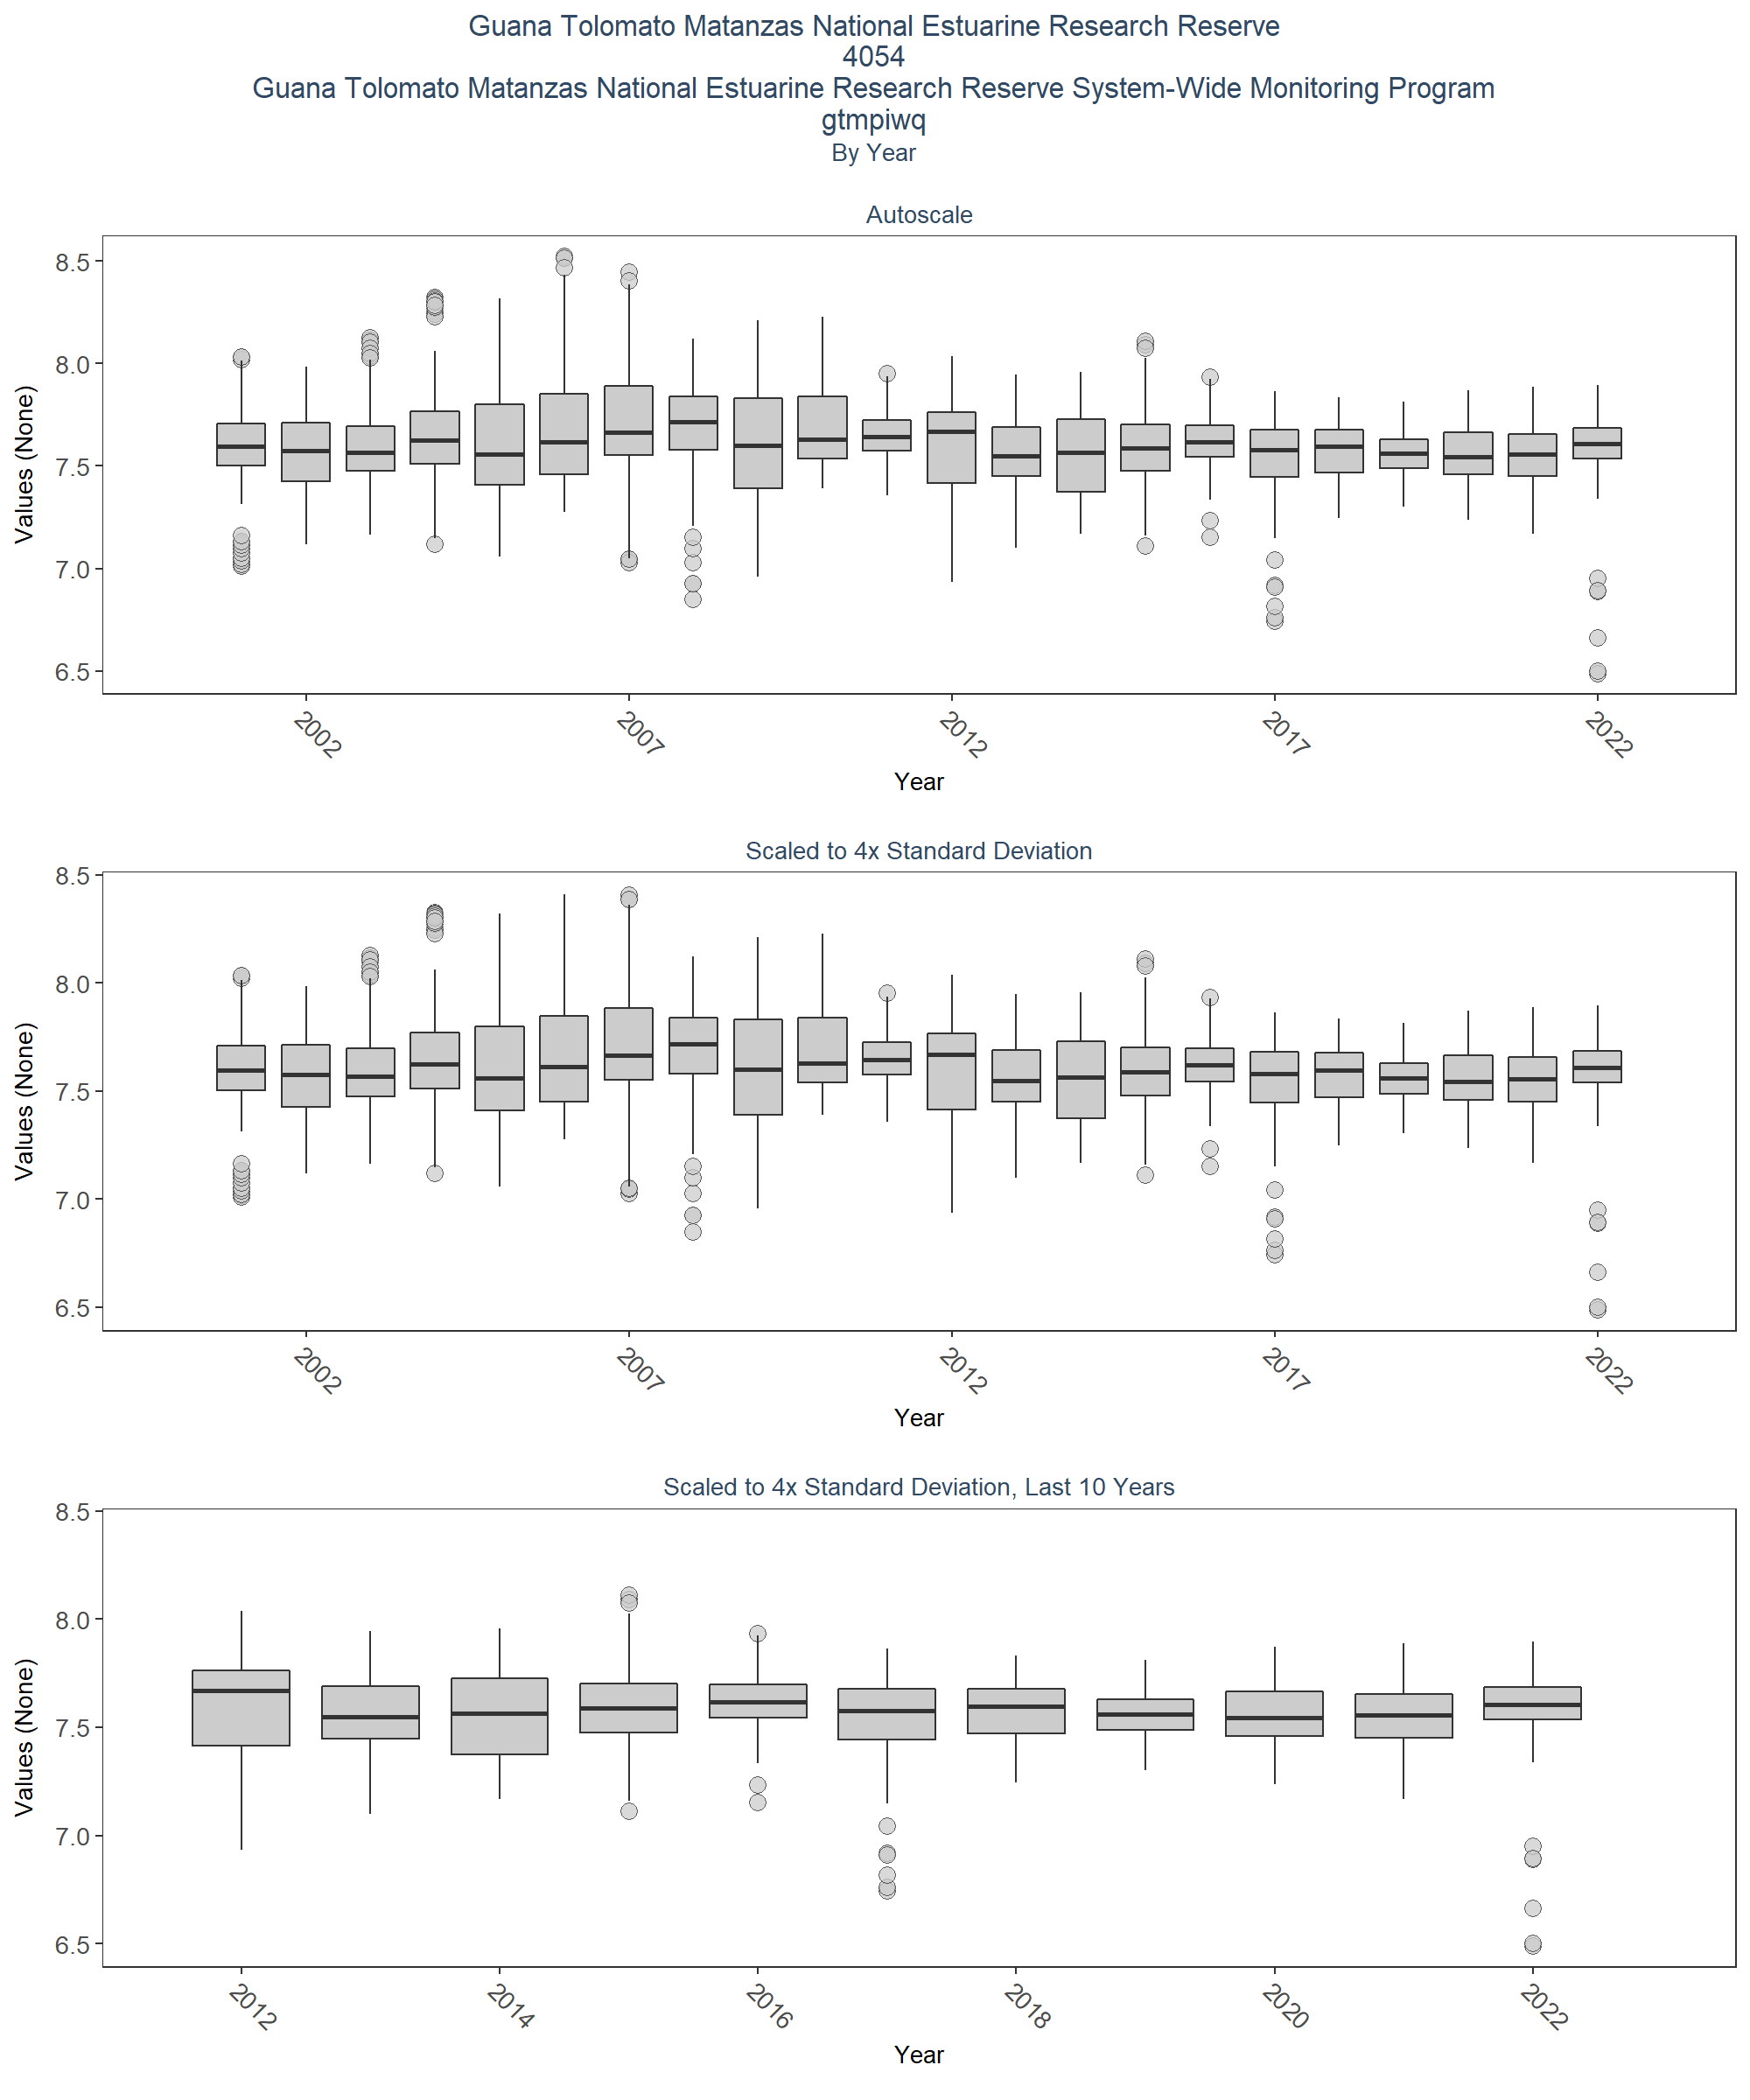 Guana Tolomato Matanzas National Estuarine Research Reserve
4054
Guana Tolomato Matanzas National Estuarine Research Reserve System-Wide Monitoring Program
gtmpiwq
By Year
Autoscale
Values (None)
8.5
8.0
7.5
7.0
6.5
2002 2007 2012 2017 2022
Year
Scaled to 4x Standard Deviation
Values (None)
8.5
8.0
7.5
7.0
6.5
2002 2007 2012 2017 2022
Year
Scaled to 4x Standard Deviation, Last 10 Years
Values (None)
8.5
8.0
7.5
7.0
6.5
2012 2014 2016 2018 2020 2022
Year